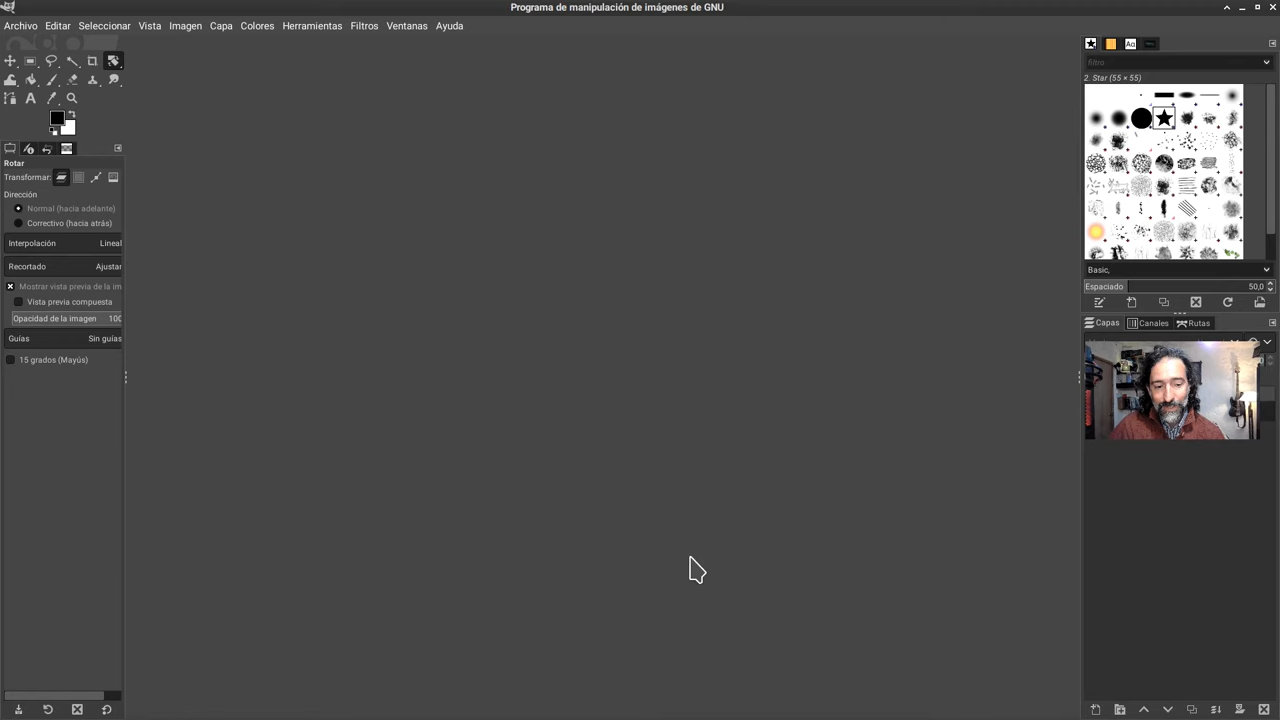 Programa de manipulación de imágenes de GNU
Archivo Editar Seleccionar Vista Imagen Capa Colores Herramientas Filtros Ventanas Ayuda
filtro
2. Star (55 × 55)
Rotar
Transformar:
Dirección
Normal (hacia adelante)
Correctivo (hacia atrás)
Interpolación Lineal
Recortado Ajustar
Mostrar vista previa de la im
Vista previa compuesta
Opacidad de la imagen 100
Guías Sin guías
15 grados (Mayús)
Basic,
Espaciado 50,0
Capas Canales Rutas